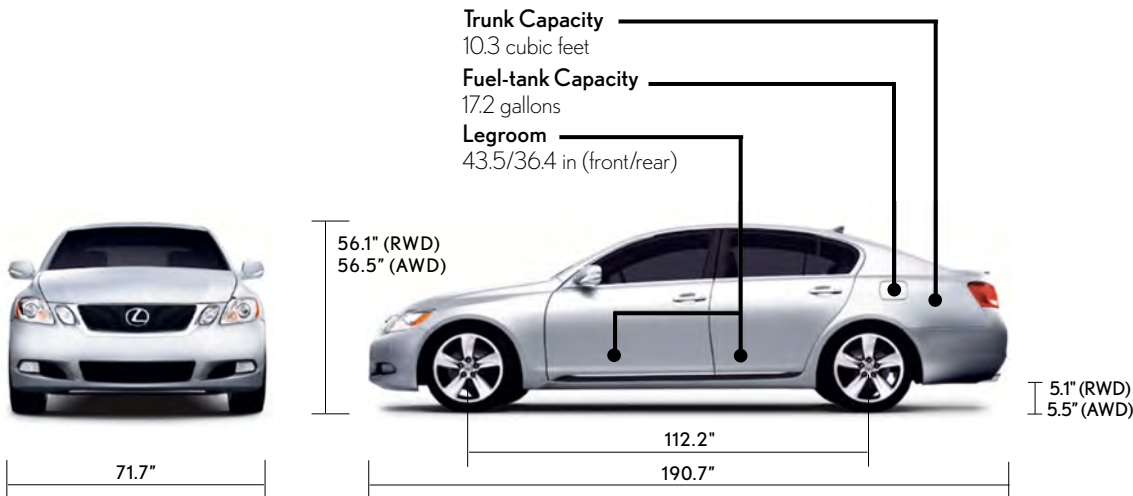 Trunk Capacity
10.3 cubic feet
Fuel-tank Capacity
17.2 gallons
Legroom
43.5/36.4 in (front/rear)
56.1" (RWD)
56.5" (AWD)
5.1" (RWD)
5.5" (AWD)
112.2"
71.7"
190.7"